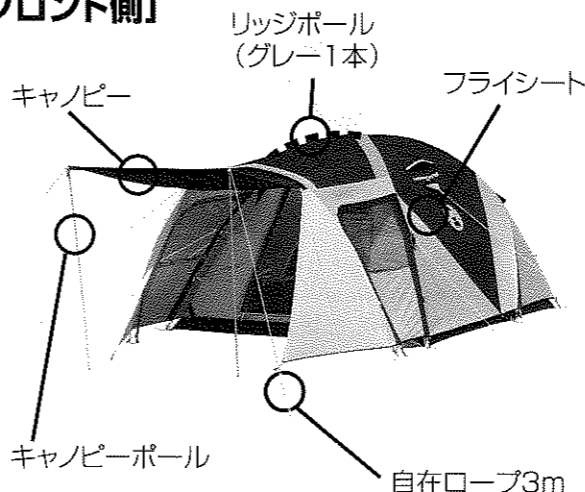 フロント側］
リッジポール
（グレー1本）
キャノピー
フライシート
キャノピーポール
自在ロープ3m